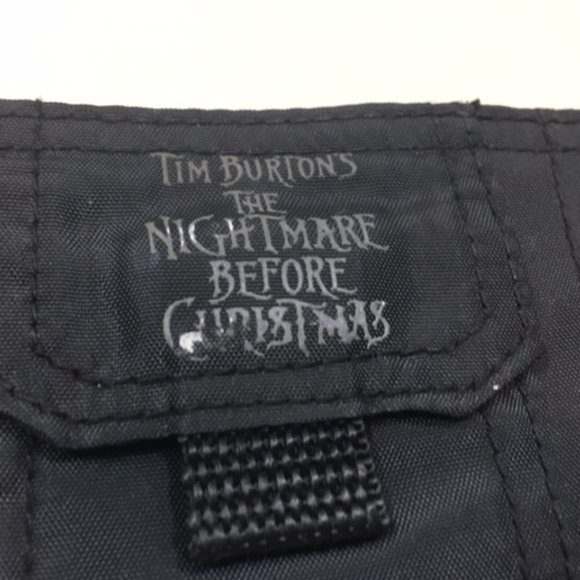 TIM BURTON'S
THE
NIGHTMARE
BEFORE
CHRISTMAS